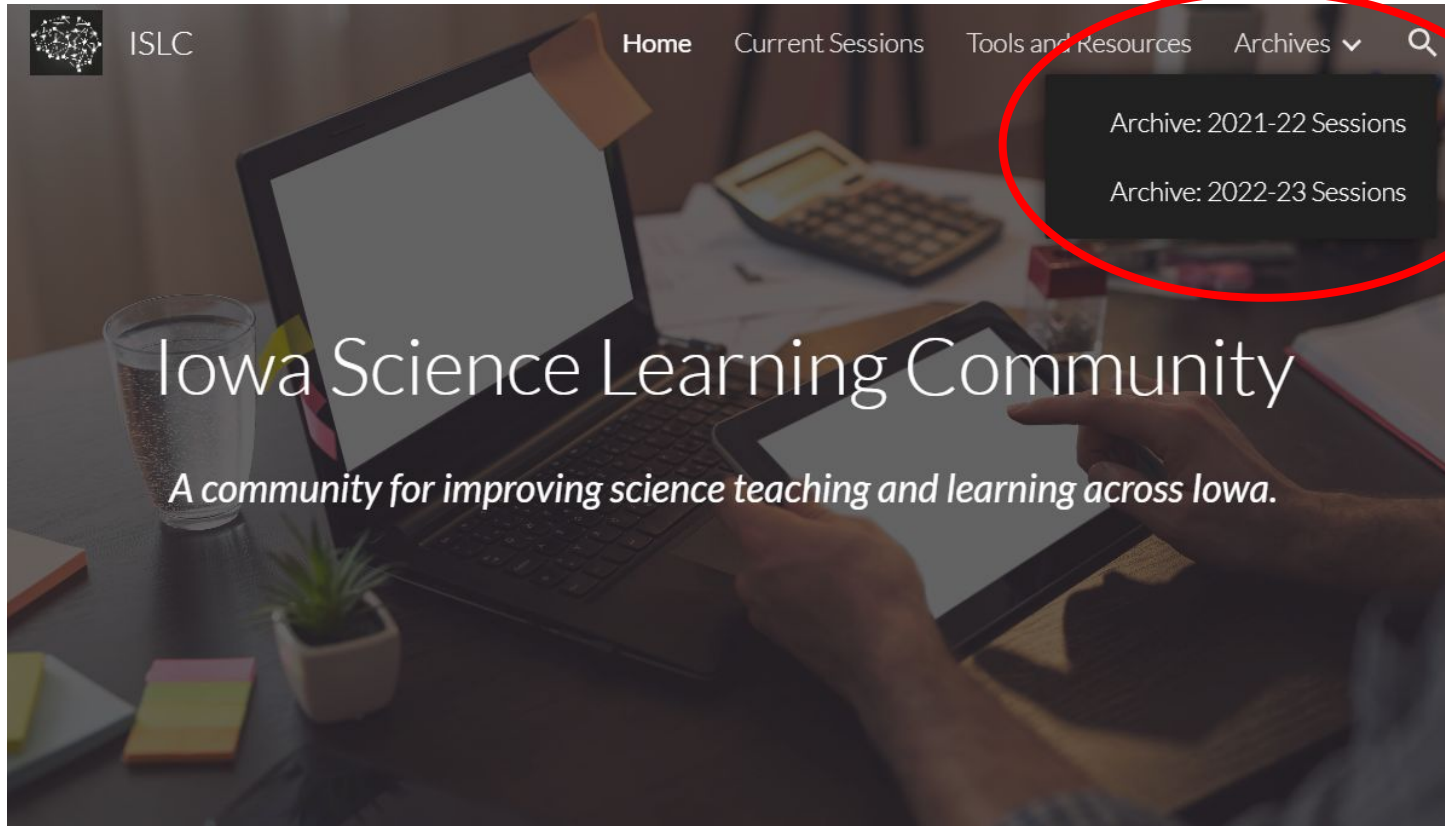 ISLC
Home Current Sessions Tools and Resources Archives
Archive: 2021-22 Sessions
Archive: 2022-23 Sessions
Iowa Science Learning Community
A community for improving science teaching and learning across Iowa.